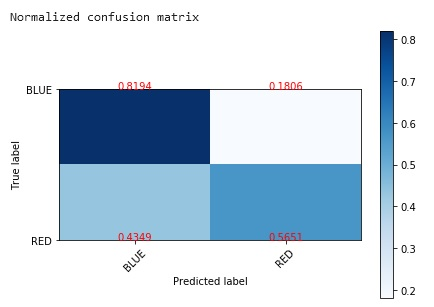 Normalized confusion matrix
0.8194 0.1806
BLUE
RED
0.4349 0.5651
BLUE RED
True label
Predicted label
0.8
0.7
0.6
0.5
0.4
0.3
0.2